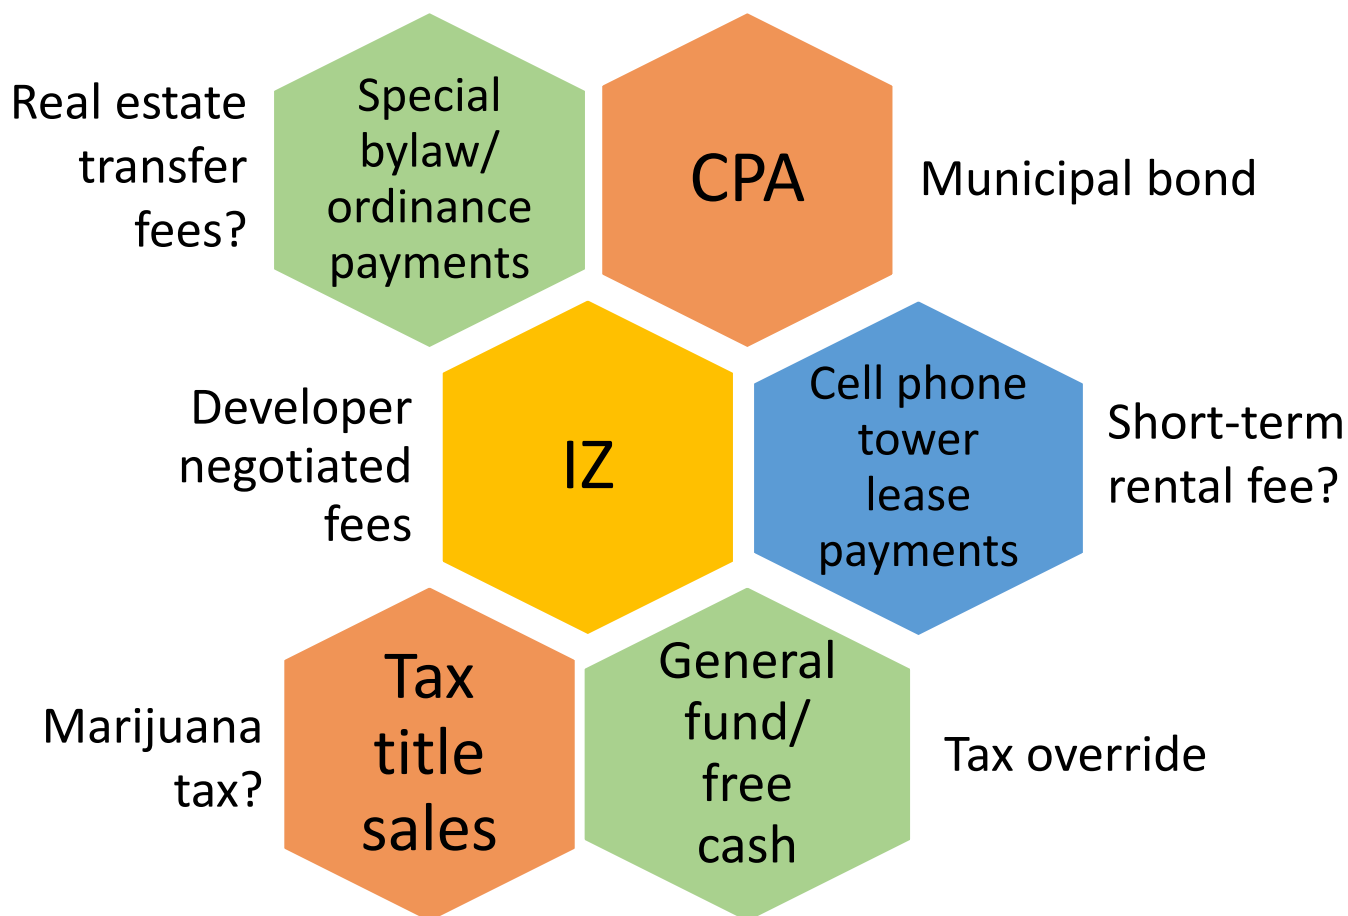 Real estate
transfer
fees?
Special
bylaw/
ordinance
payments
CPA
Municipal bond
Developer
negotiated
fees
IZ
Cell phone
tower
lease
payments
Short-term
rental fee?
Marijuana
tax?
Tax
title
sales
General
fund/
free
cash
Tax override